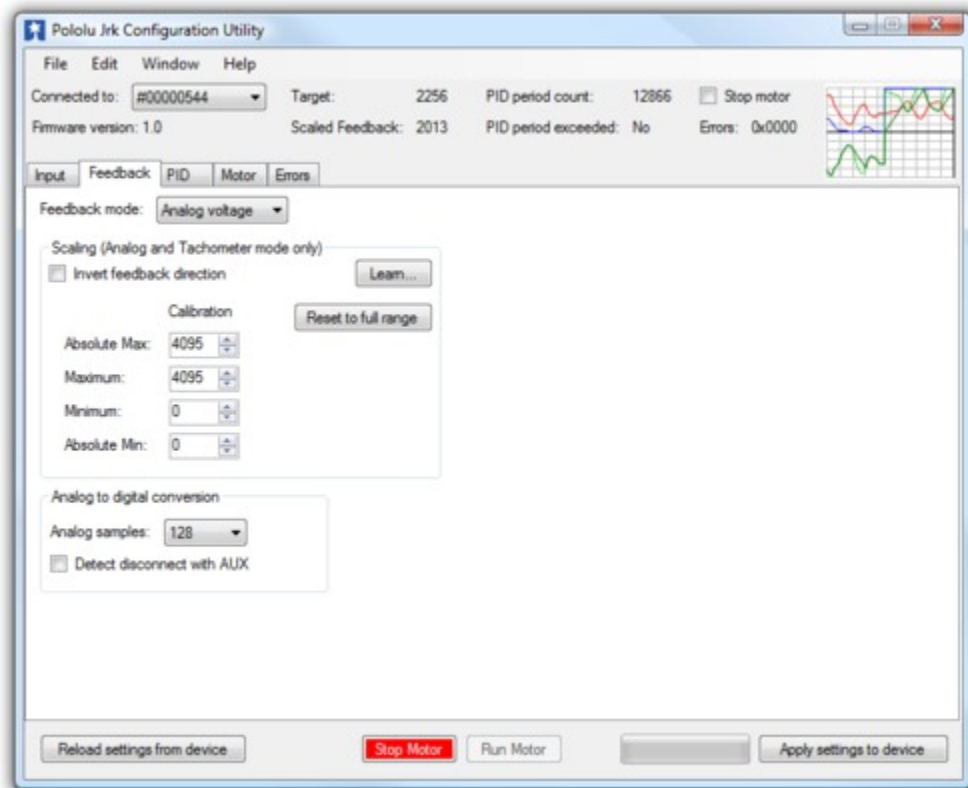 Pololu Jrk Configuration Utility
File Edit Window Help
Connected to: #00000544 Target: 2256 PID period count: 12866 Stop motor
Firmware version: 1.0 Scaled Feedback: 2013 PID period exceeded: No Errors: 0x0000
Input Feedback PID Motor Errors
Feedback mode: Analog voltage
Scaling (Analog and Tachometer mode only)
Invert feedback direction Learn...
Calibration Reset to full range
Absolute Max: 4095
Maximum: 4095
Minimum: 0
Absolute Min: 0
Analog to digital conversion
Analog samples: 128
Detect disconnect with AUX
Reload settings from device Stop Motor Run Motor Apply settings to device